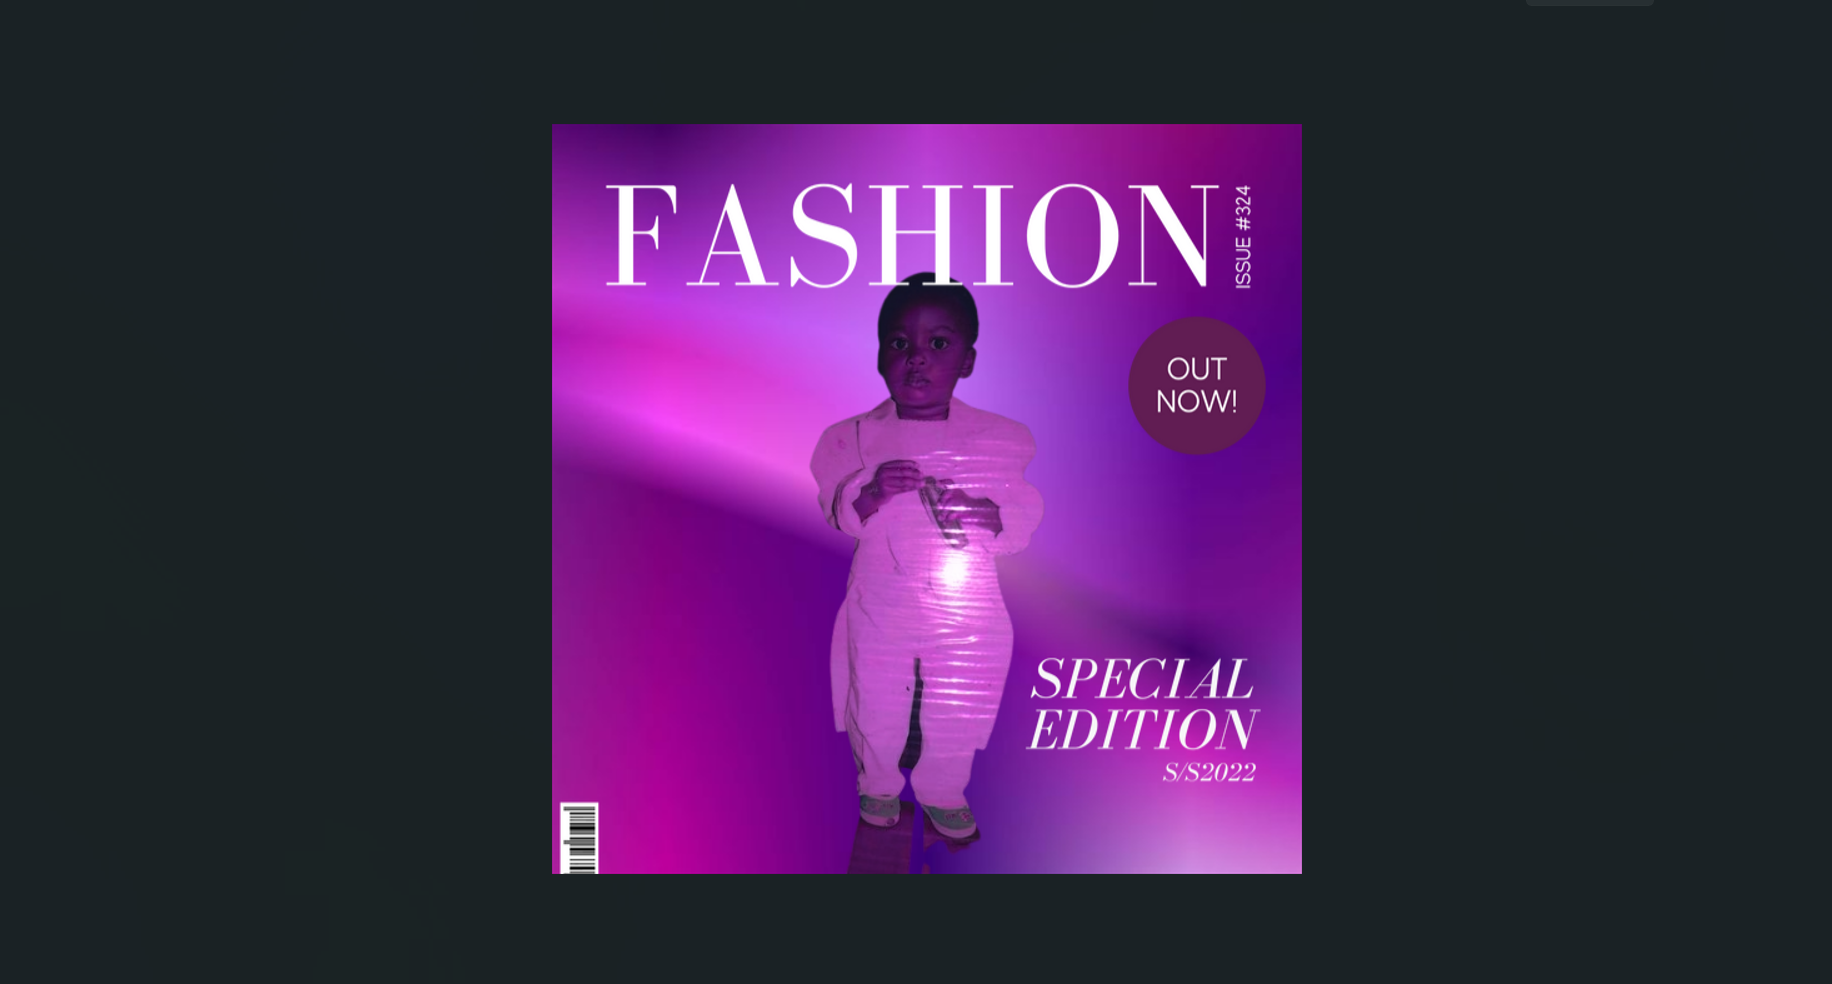 FASHION
ISSUE #324
OUT
NOW!
SPECIAL
EDITION
S/S2022